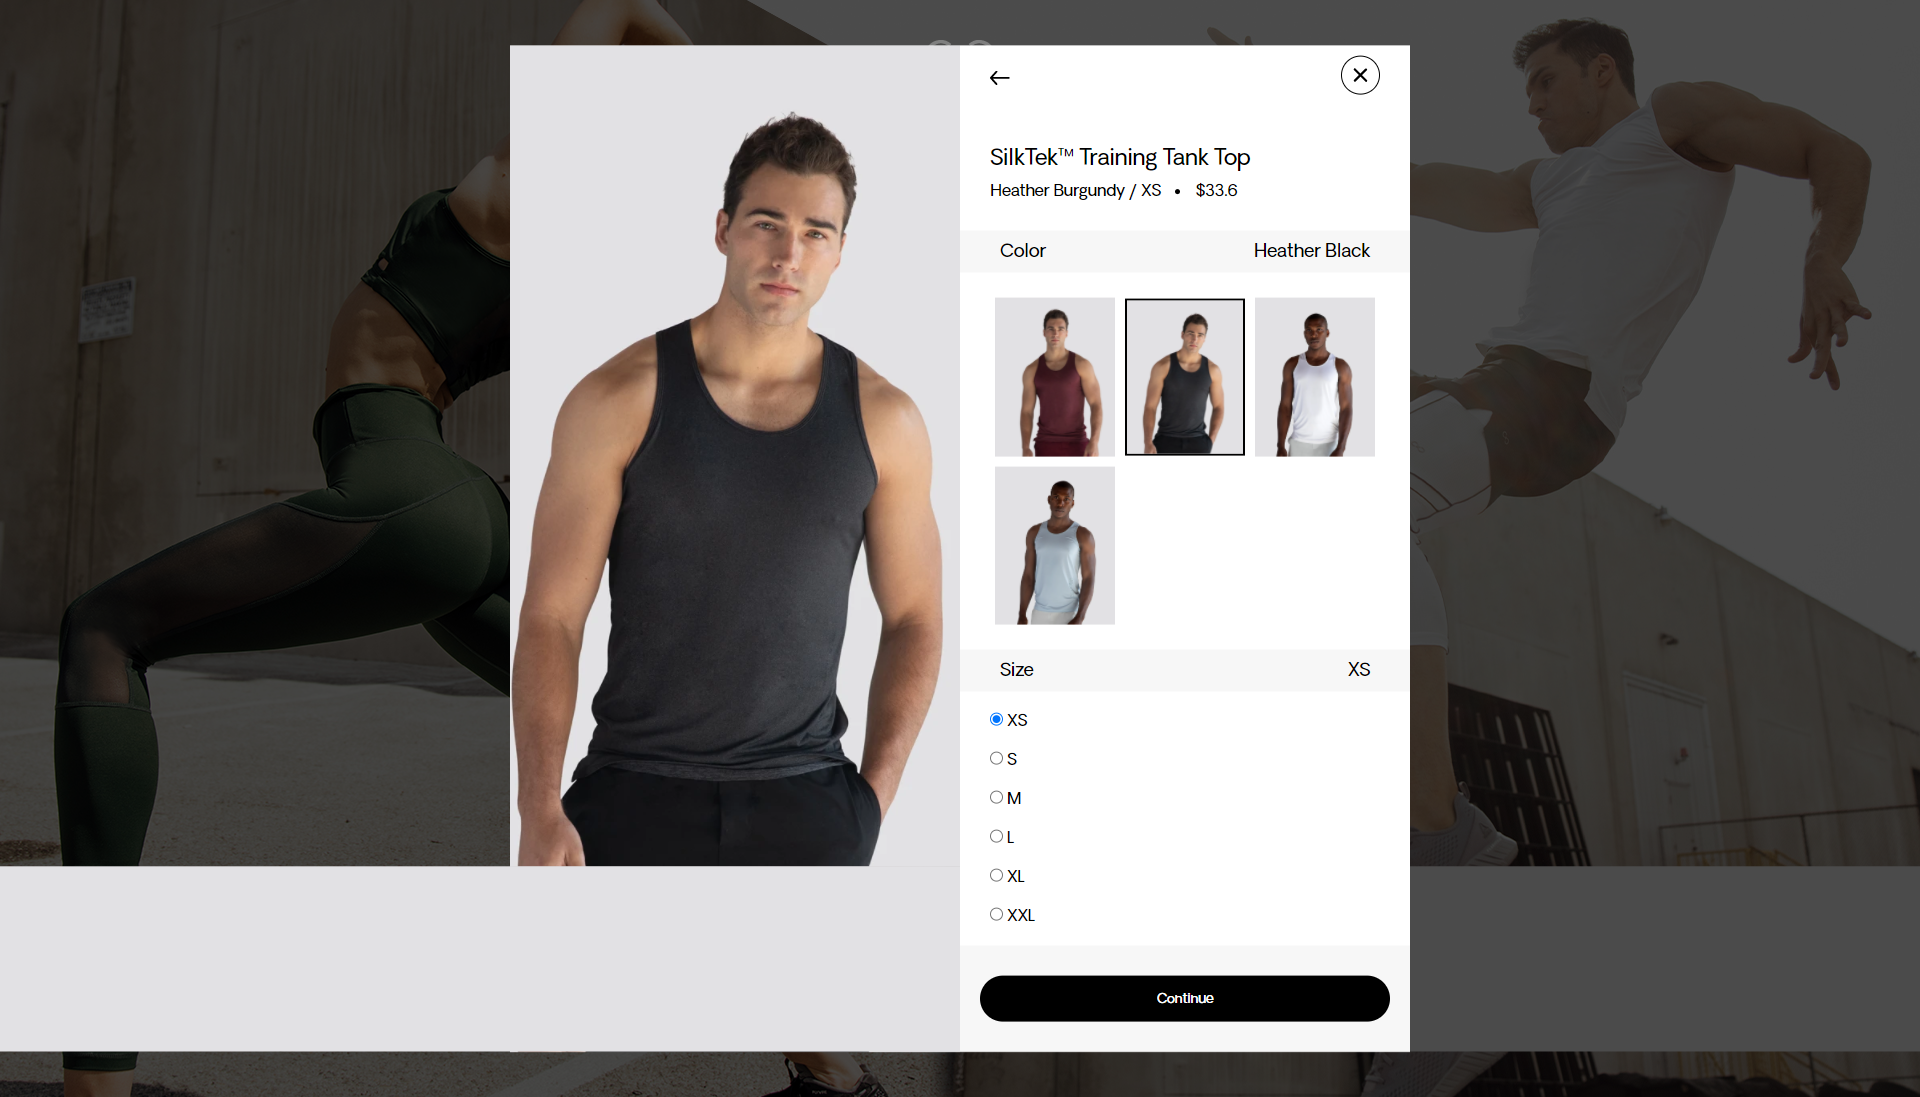 SilkTek™ Training Tank Top
Heather Burgundy / XS • $33.6
Color Heather Black
Size XS
XS
S
M
L
XL
XXL
Continue